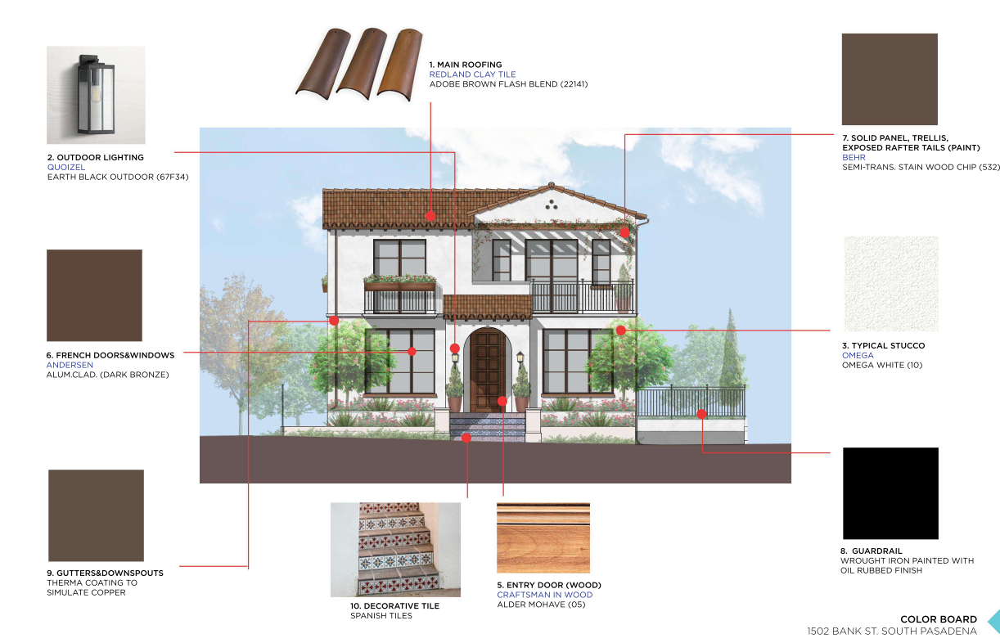 1. MAIN ROOFING
REDLAND CLAY TILE
ADOBE BROWN FLASH BLEND (22141)
2. OUTDOOR LIGHTING
QUOIZEL
EARTH BLACK OUTDOOR (67F34)
7. SOLID PANEL, TRELLIS,
EXPOSED RAFTER TAILS (PAINT)
BEHR
SEMI-TRANS. STAIN WOOD CHIP (532)
6. FRENCH DOORS&WINDOWS
ANDERSEN
ALUM.CLAD. (DARK BRONZE)
3. TYPICAL STUCCO
OMEGA
OMEGA WHITE (10)
9. GUTTERS&DOWNSPOUTS
THERMA COATING TO
SIMULATE COPPER
10. DECORATIVE TILE
SPANISH TILES
5. ENTRY DOOR (WOOD)
CRAFTSMAN IN WOOD
ALDER MOHAVE (05)
8. GUARDRAIL
WROUGHT IRON PAINTED WITH
OIL RUBBED FINISH
COLOR BOARD
1502 BANK ST. SOUTH PASADENA